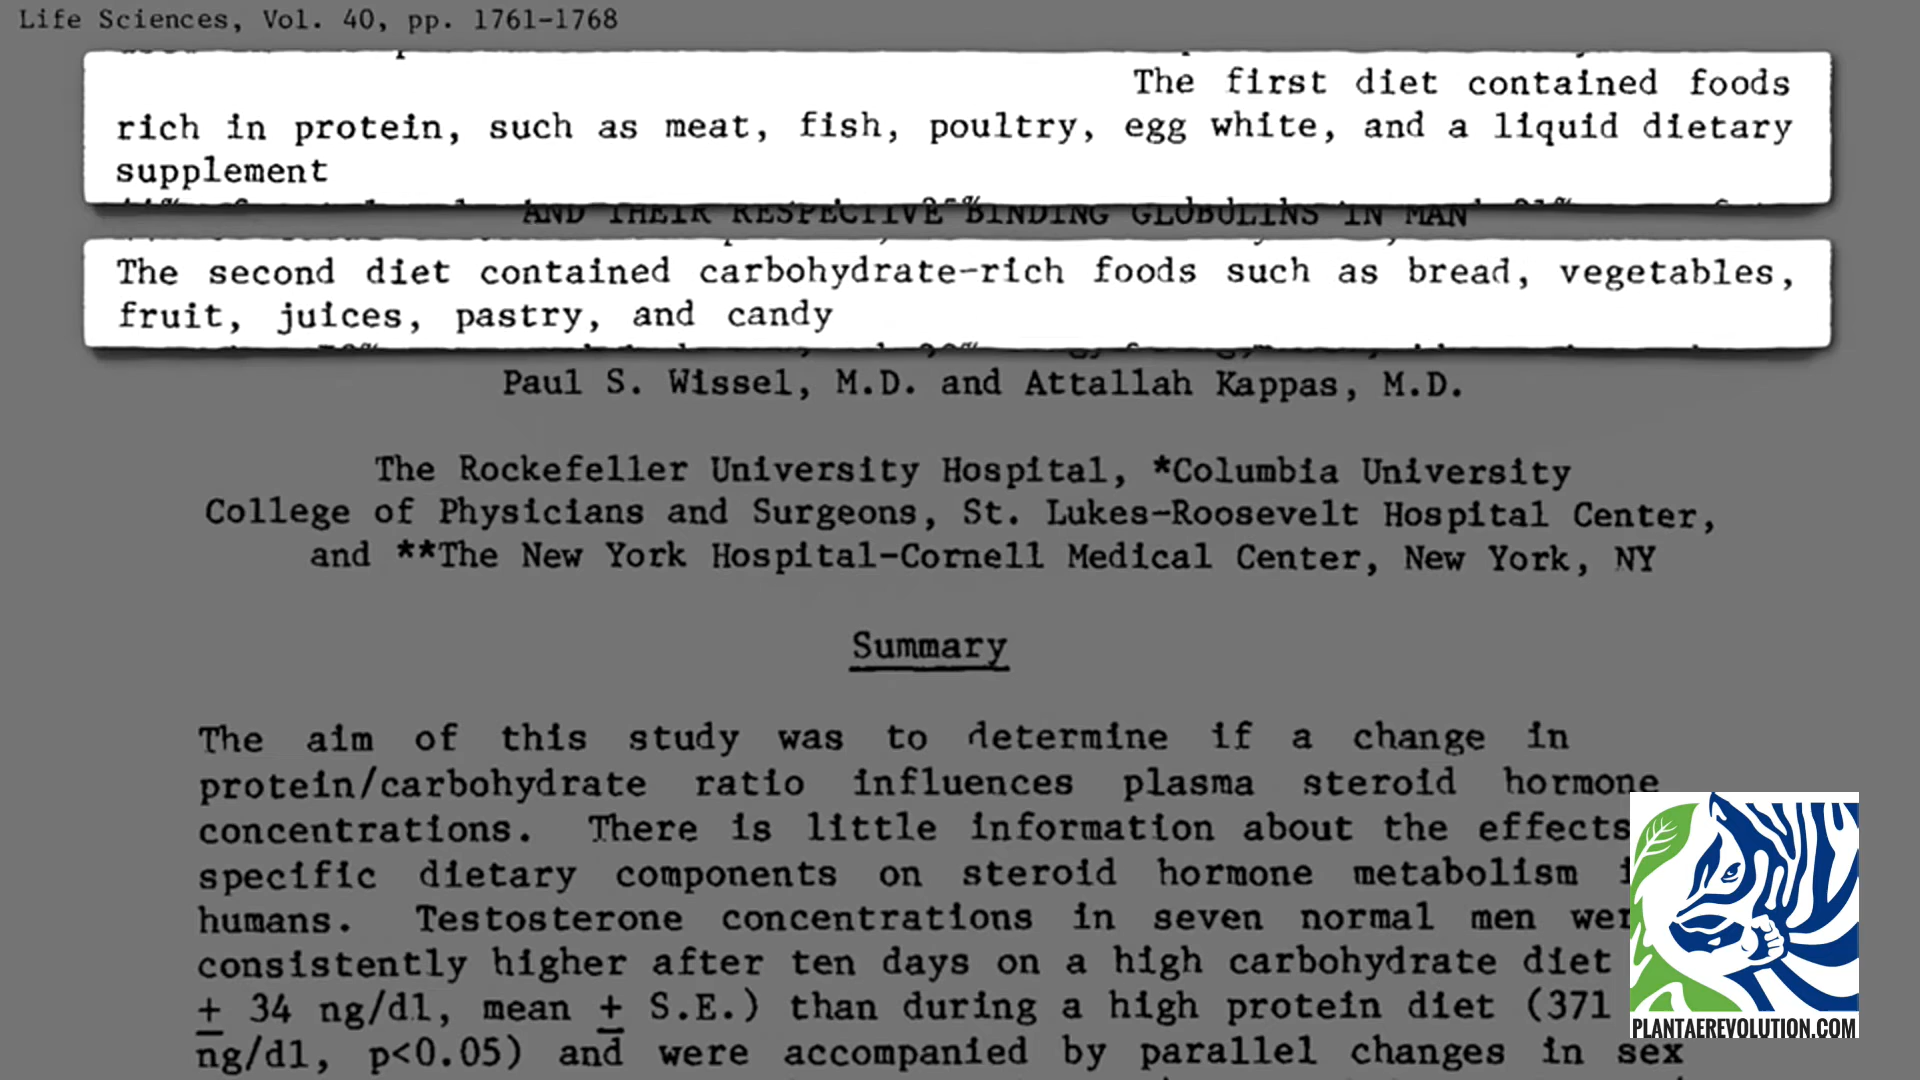 Life Sciences, Vol. 40, pp. 1761-1768
The first diet contained foods
rich in protein, such as meat, fish, poultry, egg white, and a liquid dietary
supplement
AND THEIR RESPECTIVE BINDING GLOBULINS IN MAN
The second diet contained carbohydrate-rich foods such as bread, vegetables,
fruit, juices, pastry, and candy
Paul S. Wissel, M.D. and Attallah Kappas, M.D.
The Rockefeller University Hospital, *Columbia University
College of Physicians and Surgeons, St. Lukes-Roosevelt Hospital Center,
and **The New York Hospital-Cornell Medical Center, New York, NY
Summary
The aim of this study was to determine if a change in
protein/carbohydrate ratio influences plasma steroid hormone
concentrations. There is little information about the effects
specific dietary components on steroid hormone metabolism
humans. Testosterone concentrations in seven normal men
consistently higher after ten days on a high carbohydrate diet
± 34 ng/dl, mean ± S.E.) than during a high protein diet (371
ng/dl, p<0.05) and were accompanied by parallel changes in sex
PLANTAEREVOLUTION.COM